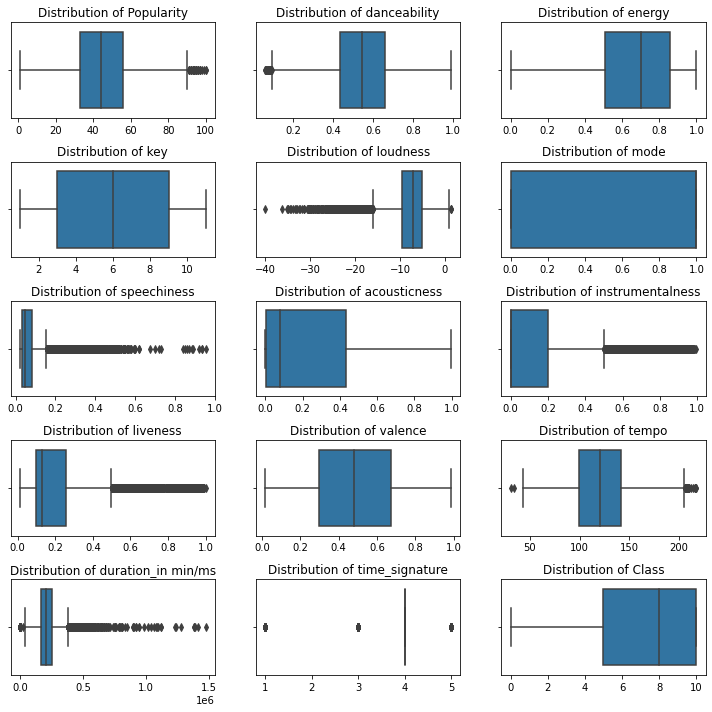 Distribution of Popularity
Distribution of danceability
Distribution of energy
0 20 40 60 80 100
0.2 0.4 0.6 0.8 1.0
0.0 0.2 0.4 0.6 0.8 1.0
Distribution of key
Distribution of loudness
Distribution of mode
2 4 6 8 10
−40 −30 −20 −10 0
0.0 0.2 0.4 0.6 0.8 1.0
Distribution of speechiness
Distribution of acousticness
Distribution of instrumentalness
0.0 0.2 0.4 0.6 0.8 1.0
0.0 0.2 0.4 0.6 0.8 1.0
0.0 0.2 0.4 0.6 0.8 1.0
Distribution of liveness
Distribution of valence
Distribution of tempo
0.0 0.2 0.4 0.6 0.8 1.0
0.0 0.2 0.4 0.6 0.8 1.0
50 100 150 200
Distribution of duration_in min/ms
Distribution of time_signature
Distribution of Class
0.0 0.5 1.0 1.5
1e6
1 2 3 4 5
0 2 4 6 8 10